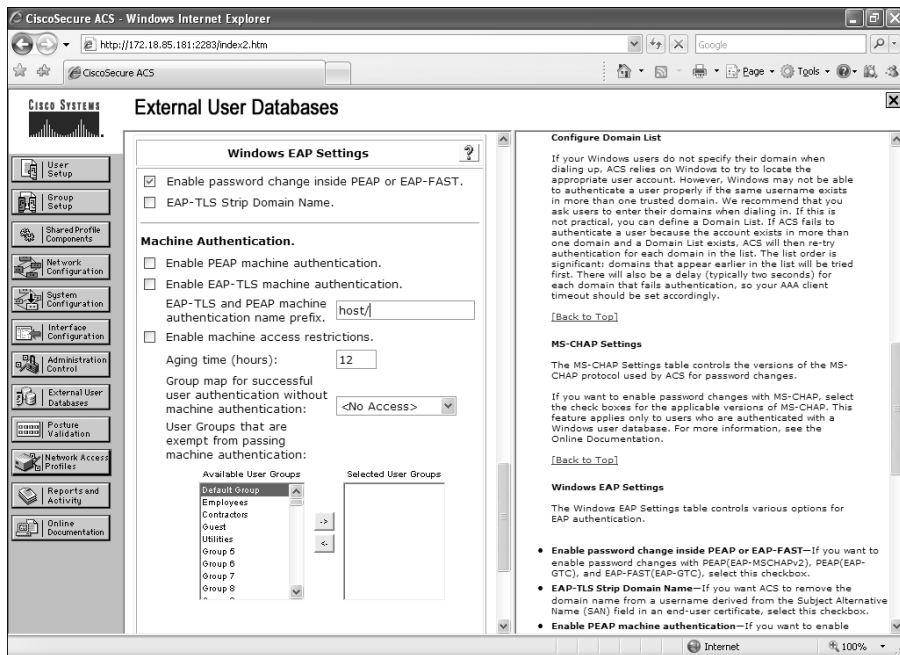 CiscoSecure ACS - Windows Internet Explorer
http://172.18.85.181:2283/index2.htm
Google
CiscoSecure ACS
Page
Tools
CISCO SYSTEMS
External User Databases
User
Setup
Group
Setup
Shared Profile
Components
Network
Configuration
System
Configuration
Interface
Configuration
Administration
Control
External User
Databases
Posture
Validation
Network Access
Profiles
Reports and
Activity
Online
Documentation
Windows EAP Settings
?
Enable password change inside PEAP or EAP-FAST.
EAP-TLS Strip Domain Name.
Machine Authentication.
Enable PEAP machine authentication.
Enable EAP-TLS machine authentication.
EAP-TLS and PEAP machine
authentication name prefix.
host/
Enable machine access restrictions.
Aging time (hours):
12
Group map for successful
user authentication without
machine authentication:
<No Access>
User Groups that are
exempt from passing
machine authentication:
Available User Groups
Selected User Groups
Default Group
Employees
Contractors
Guest
Utilities
Group 5
Group 6
Group 7
Group 8
->
<-
Configure Domain List
If your Windows users do not specify their domain when
dialing up, ACS relies on Windows to try to locate the
appropriate user account. However, Windows may not be able
to authenticate a user properly if the same username exists
in more than one trusted domain. We recommend that you
ask users to enter their domains when dialing in. If this is
not practical, you can define a Domain List. If ACS fails to
authenticate a user because the account exists in more than
one domain and a Domain List exists, ACS will then re-try
authentication for each domain in the list. The list order is
significant: domains that appear earlier in the list will be tried
first. There will also be a delay (typically two seconds) for
each domain that fails authentication, so your AAA client
timeout should be set accordingly.
[Back to Top]
MS-CHAP Settings
The MS-CHAP Settings table controls the versions of the MS-
CHAP protocol used by ACS for password changes.
If you want to enable password changes with MS-CHAP, select
the check boxes for the applicable versions of MS-CHAP. This
feature applies only to users who are authenticated with a
Windows user database. For more information, see the
Online Documentation.
[Back to Top]
Windows EAP Settings
The Windows EAP Settings table controls various options for
EAP authentication.
• Enable password change inside PEAP or EAP-FAST—If you want to
enable password changes with PEAP(EAP-MSCHAPv2), PEAP(EAP-
GTC), and EAP-FAST(EAP-GTC), select this checkbox.
• EAP-TLS Strip Domain Name—If you want ACS to remove the
domain name from a username derived from the Subject Alternative
Name (SAN) field in an end-user certificate, select this checkbox.
• Enable PEAP machine authentication—If you want to enable
Internet
100%